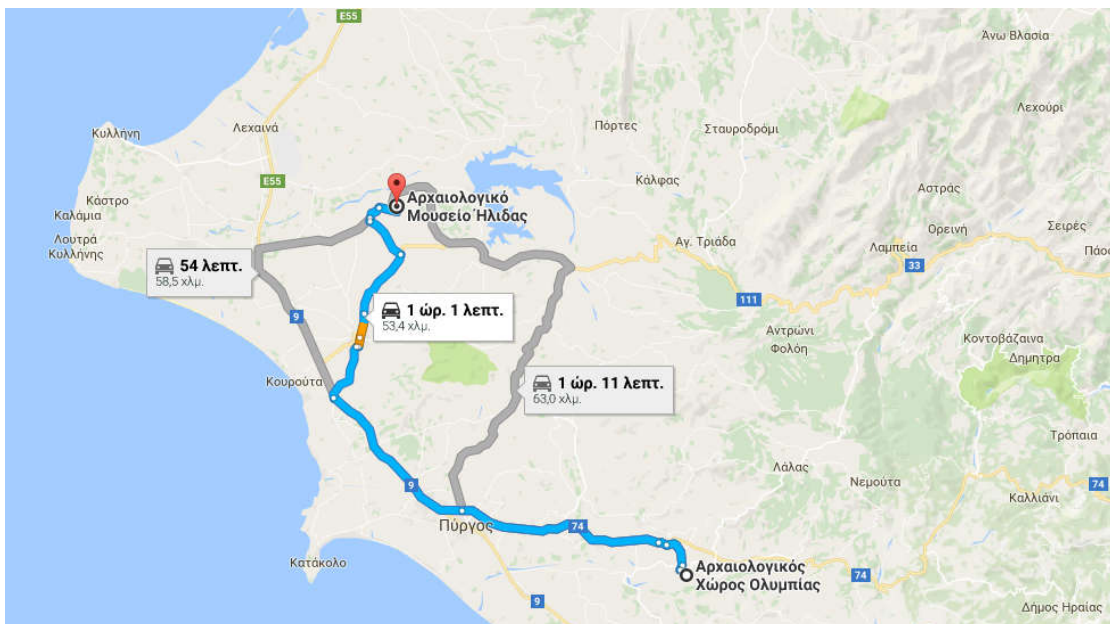 E55
Άνω Βλασία
Λεχούρι
Κυλλήνη
Λεχαινά
Πόρτες
Σταυροδρόμι
E55
Κάλφας
Αστράς
Κάστρο
Καλάμια
Λουτρά
Κυλλήνης
Αρχαιολογικό
Μουσείο Ήλιδας
Ορεινή
Σειρές
Πάος
Αγ. Τριάδα
Λαμπεία
33
54 λεπτ.
58,5 χλμ.
111
9
1 ώρ. 1 λεπτ.
53,4 χλμ.
Αντρώνι
Φολόη
Κοντοβάζαινα
Δημητρα
Κουρούτα
1 ώρ. 11 λεπτ.
63,0 χλμ.
Τρόπαια
Λάλας
Νεμούτα
74
Καλλιάνι
9
Πύργος
74
Κατάκολο
Αρχαιολογικός
Χώρος Ολυμπίας
74
9
Δήμος Ηραίας